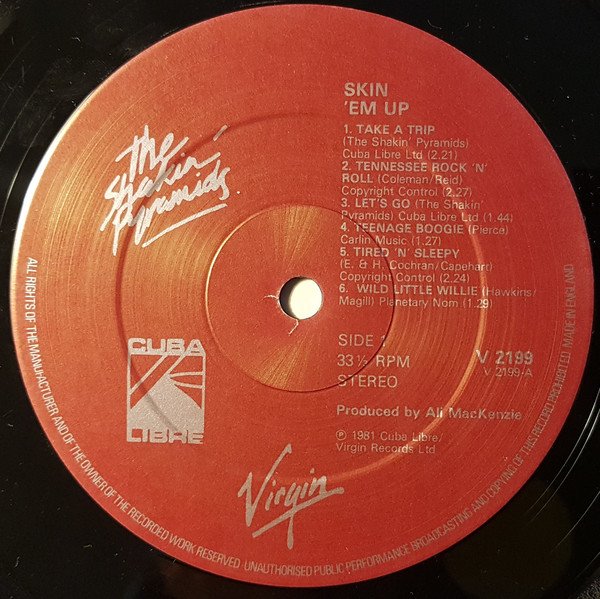 The
Shakin'
Pyramids
SKIN
'EM UP
1. TAKE A TRIP
(The Shakin' Pyramids)
Cuba Libre Ltd (2.21)
2. TENNESSEE ROCK 'N'
ROLL (Coleman/Reid)
Copyright Control (2.27)
3. LET'S GO (The Shakin'
Pyramids) Cuba Libre Ltd (1.44)
4. TEENAGE BOOGIE (Pierce)
Carlin Music (1.27)
5. TIRED 'N' SLEEPY
(E. & H. Cochran/Capehart)
Copyright Control (2.24)
6. WILD LITTLE WILLIE (Hawkins/
Magill) Planetary Nom (1.29)
CUBA
LIBRE
SIDE 1
33⅓ RPM
STEREO
V 2199
V 2199-A
Produced by Ali MacKenzie
℗ 1981 Cuba Libre/
Virgin Records Ltd
Virgin
ALL RIGHTS OF THE MANUFACTURER AND OF THE OWNER OF THE RECORDED WORK RESERVED · UNAUTHORISED PUBLIC PERFORMANCE BROADCASTING AND COPYING OF THIS RECORD PROHIBITED MADE IN ENGLAND